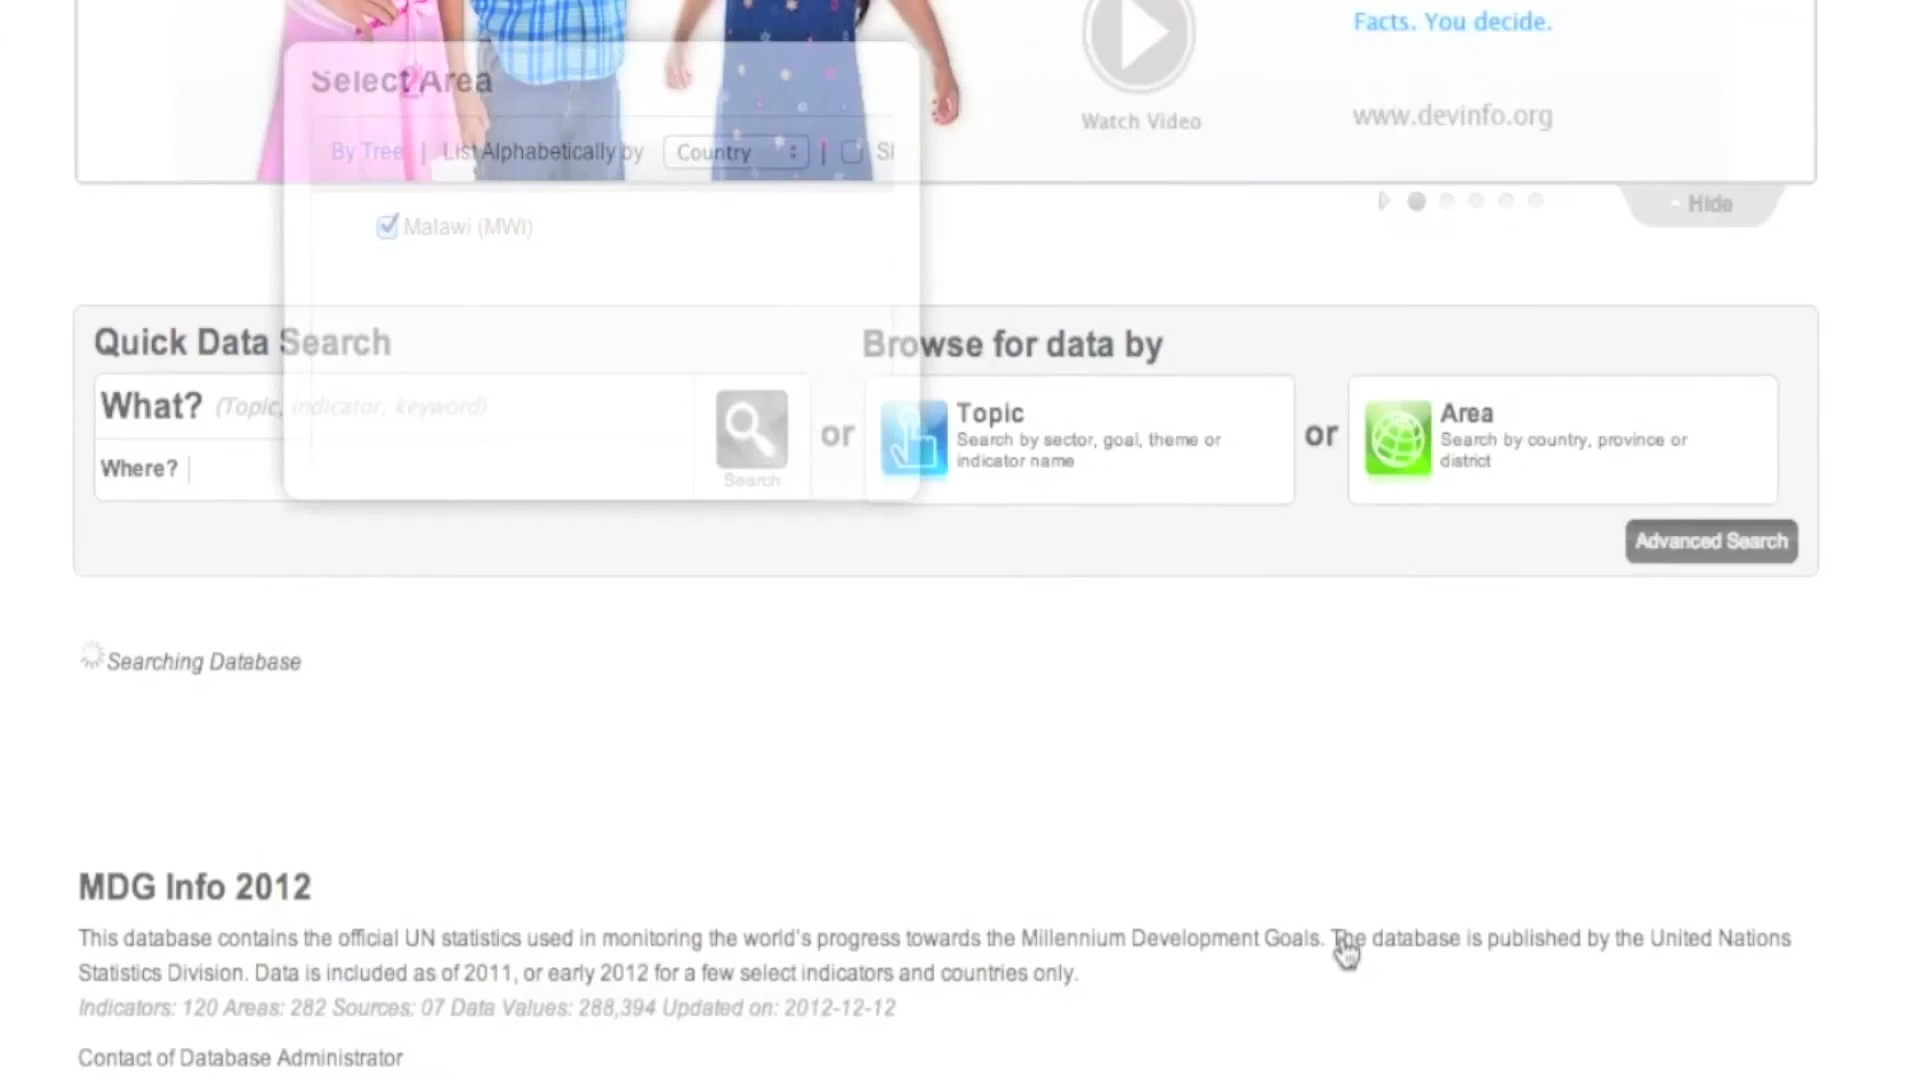 Facts. You decide.
Select Area
www.devinfo.org
Watch Video
By Tree | List Alphabetically by Country | Sl
Hide
Malawi (MWI)
Quick Data Search
Browse for data by
What? (Topic, indicator, keyword)
Where?
Search
or
Topic
Search by sector, goal, theme or
indicator name
or
Area
Search by country, province or
district
Advanced Search
Searching Database
MDG Info 2012
This database contains the official UN statistics used in monitoring the world's progress towards the Millennium Development Goals. The database is published by the United Nations
Statistics Division. Data is included as of 2011, or early 2012 for a few select indicators and countries only.
Indicators: 120 Areas: 282 Sources: 07 Data Values: 288,394 Updated on: 2012-12-12
Contact of Database Administrator